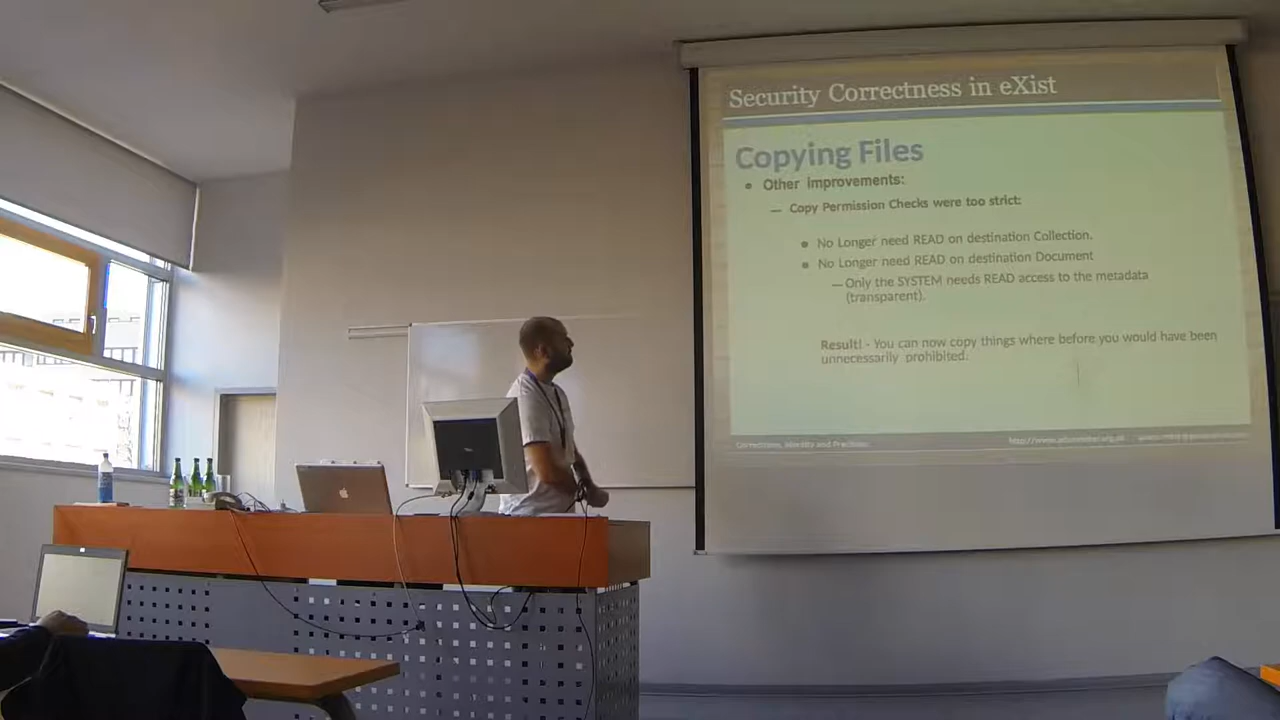 Security Correctness in eXist
Copying Files
• Other improvements:
— Copy Permission Checks were too strict:
• No Longer need READ on destination Collection.
• No Longer need READ on destination Document
— Only the SYSTEM needs READ access to the metadata
(transparent).
Result! - You can now copy things where before you would have been
unnecessarily prohibited.